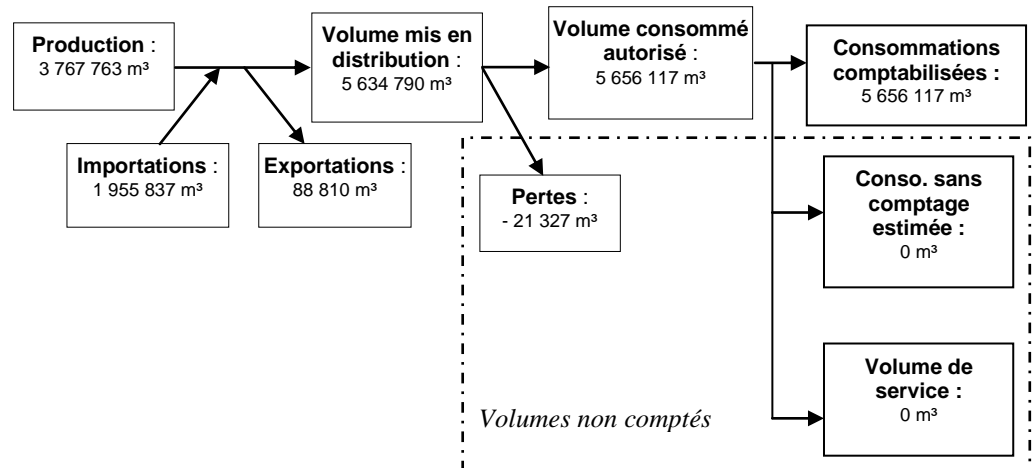 Production :
3 767 763 m³
Volume mis en
distribution :
5 634 790 m³
Volume consommé
autorisé :
5 656 117 m³
Consommations
comptabilisées :
5 656 117 m³
Importations :
1 955 837 m³
Exportations :
88 810 m³
Pertes :
- 21 327 m³
Conso. sans
comptage
estimée :
0 m³
Volume de
service :
0 m³
Volumes non comptés